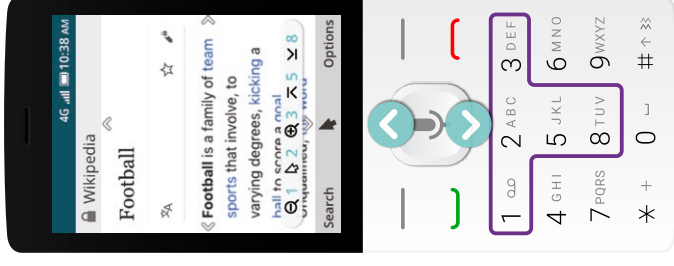 4G 10:38 AM
Wikipedia
Football
Football is a family of team
sports that involve, to
varying degrees, kicking a
ball to score a goal
word
1 2 3 5 8
Search Options
1 2 ABC 3 DEF
4 GHI 5 JKL 6 MNO
7 PQRS 8 TUV 9 WXYZ
* + 0 #